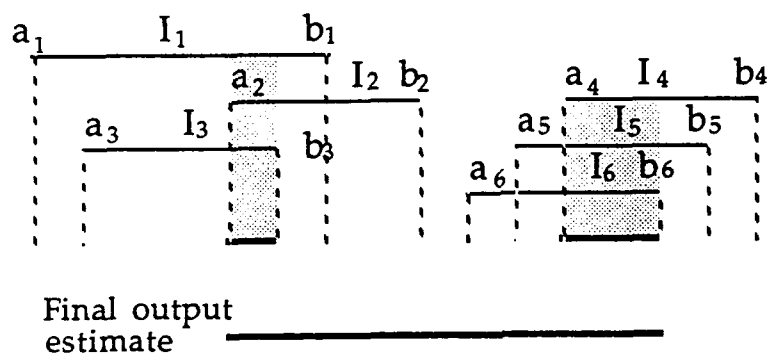 a₁ I₁ b₁
a₂ I₂ b₂
a₃ I₃ b₃
a₄ I₄ b₄
a₅ I₅ b₅
a₆ I₆ b₆
Final output
estimate